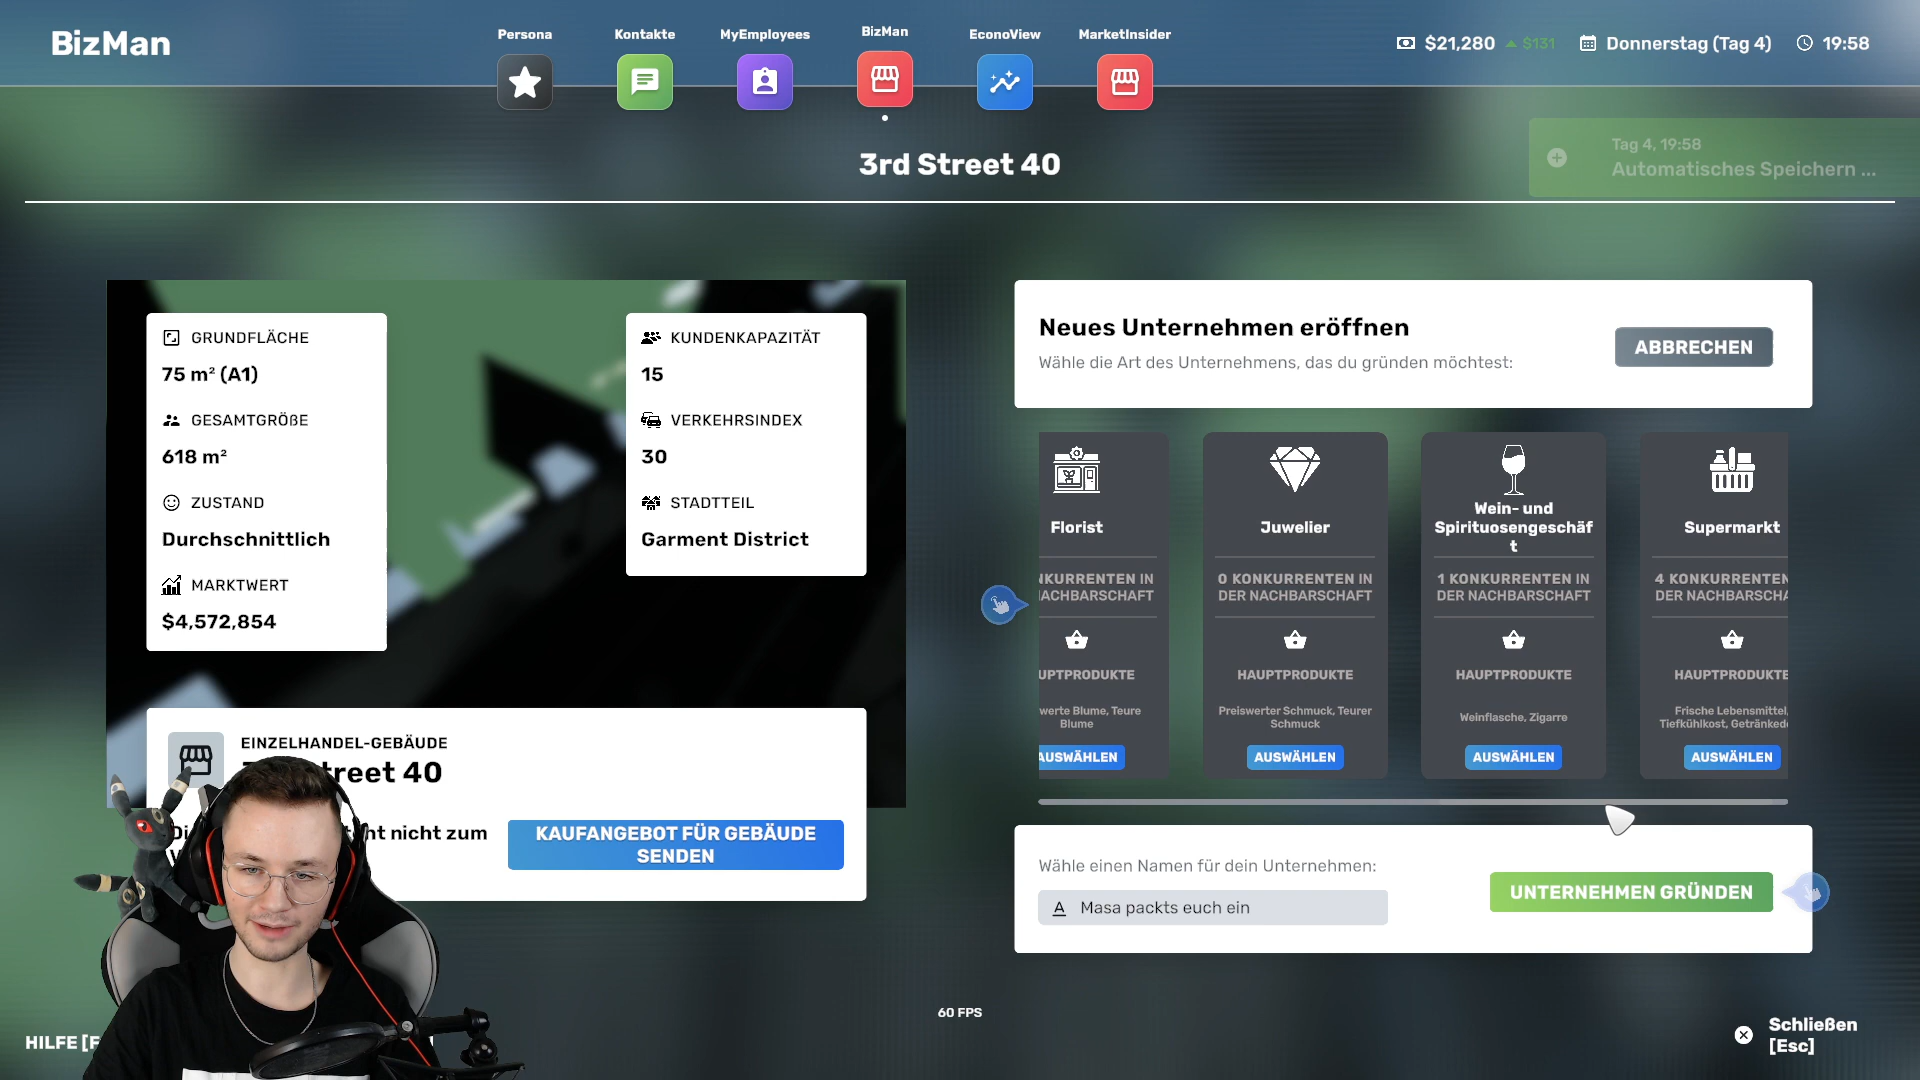 BizMan
Persona
Kontakte
MyEmployees
BizMan
EconoView
MarketInsider
$21,280
$131
Donnerstag (Tag 4)
19:58
3rd Street 40
Tag 4, 19:58
Automatisches Speichern ...
GRUNDFLÄCHE
75 m² (A1)
GESAMTGRÖßE
618 m²
ZUSTAND
Durchschnittlich
MARKTWERT
$4,572,854
KUNDENKAPAZITÄT
15
VERKEHRSINDEX
30
STADTTEIL
Garment District
EINZELHANDEL-GEBÄUDE
treet 40
nicht zum
KAUFANGEBOT FÜR GEBÄUDE
SENDEN
Neues Unternehmen eröffnen
Wähle die Art des Unternehmens, das du gründen möchtest:
ABBRECHEN
Florist
NKURRENTEN IN
ACHBARSCHAFT
UPTPRODUKTE
werte Blume, Teure
Blume
AUSWÄHLEN
Juwelier
0 KONKURRENTEN IN
DER NACHBARSCHAFT
HAUPTPRODUKTE
Preiswerter Schmuck, Teurer
Schmuck
AUSWÄHLEN
Wein- und
Spirituosengeschäf
t
1 KONKURRENTEN IN
DER NACHBARSCHAFT
HAUPTPRODUKTE
Weinflasche, Zigarre
AUSWÄHLEN
Supermarkt
4 KONKURRENTEN
DER NACHBARSCHA
HAUPTPRODUKTE
Frische Lebensmittel,
Tiefkühlkost, Getränked
AUSWÄHLEN
Wähle einen Namen für dein Unternehmen:
A Masa packts euch ein
UNTERNEHMEN GRÜNDEN
60 FPS
HILFE [F
Schließen
[Esc]